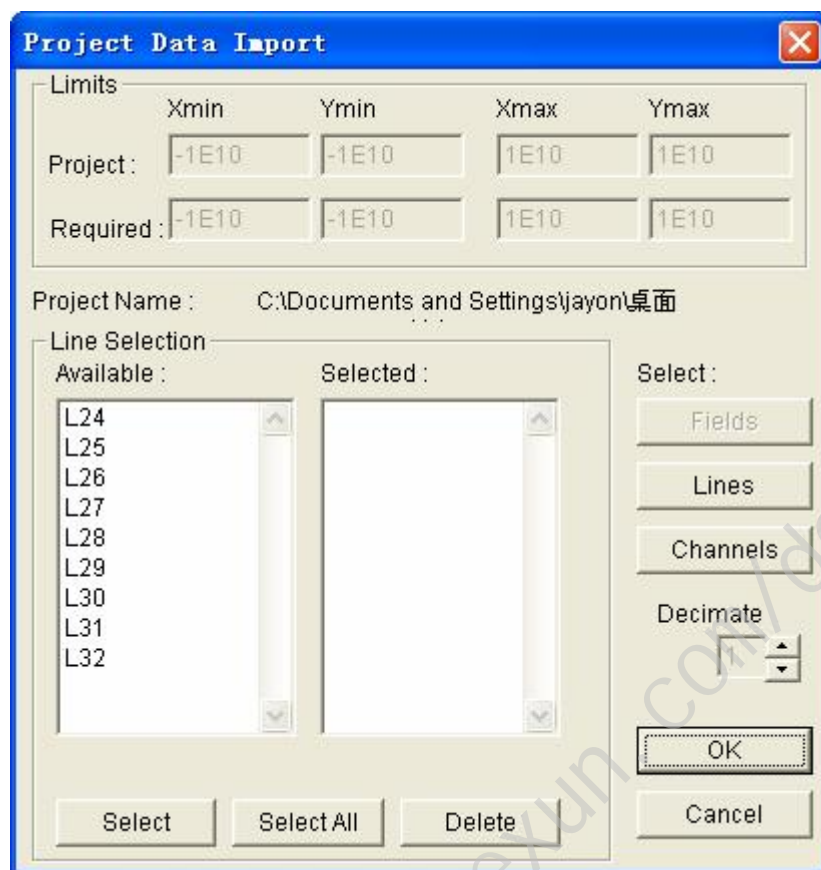 Project Data Import
Limits
Xmin Ymin Xmax Ymax
Project : -1E10 -1E10 1E10 1E10
Required : -1E10 -1E10 1E10 1E10
Project Name : C:\Documents and Settings\jayon\桌面
Line Selection
Available : Selected : Select :
L24
L25
L26
L27
L28
L29
L30
L31
L32
Fields
Lines
Channels
Decimate
1
OK
Cancel
Select Select All Delete